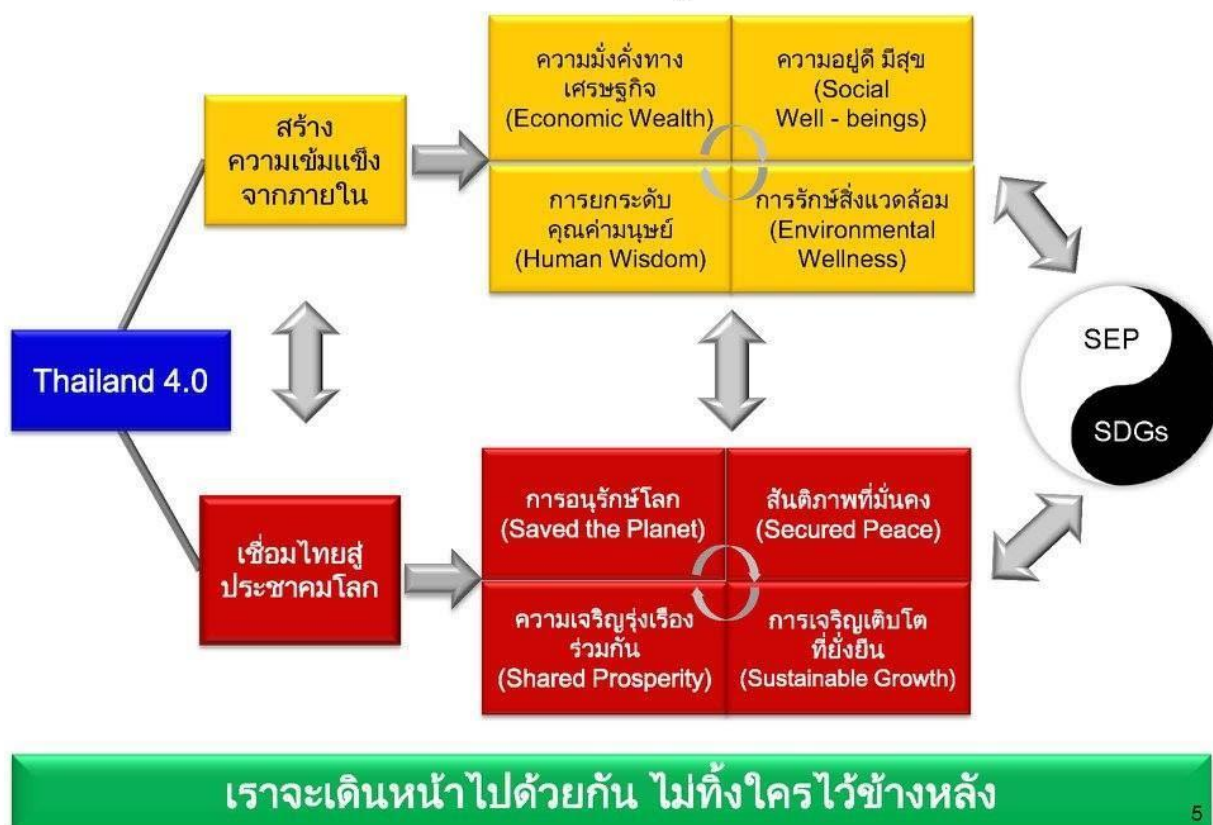 ความมั่งคั่งทาง
เศรษฐกิจ
(Economic Wealth)
ความอยู่ดี มีสุข
(Social
Well - beings)
สร้าง
ความเข้มแข็ง
จากภายใน
การยกระดับ
คุณค่ามนุษย์
(Human Wisdom)
การรักษ์สิ่งแวดล้อม
(Environmental
Wellness)
Thailand 4.0
SEP
SDGs
การอนุรักษ์โลก
(Saved the Planet)
สันติภาพที่มั่นคง
(Secured Peace)
เชื่อมไทยสู่
ประชาคมโลก
ความเจริญรุ่งเรือง
ร่วมกัน
(Shared Prosperity)
การเจริญเติบโต
ที่ยั่งยืน
(Sustainable Growth)
เราจะเดินหน้าไปด้วยกัน ไม่ทิ้งใครไว้ข้างหลัง
5